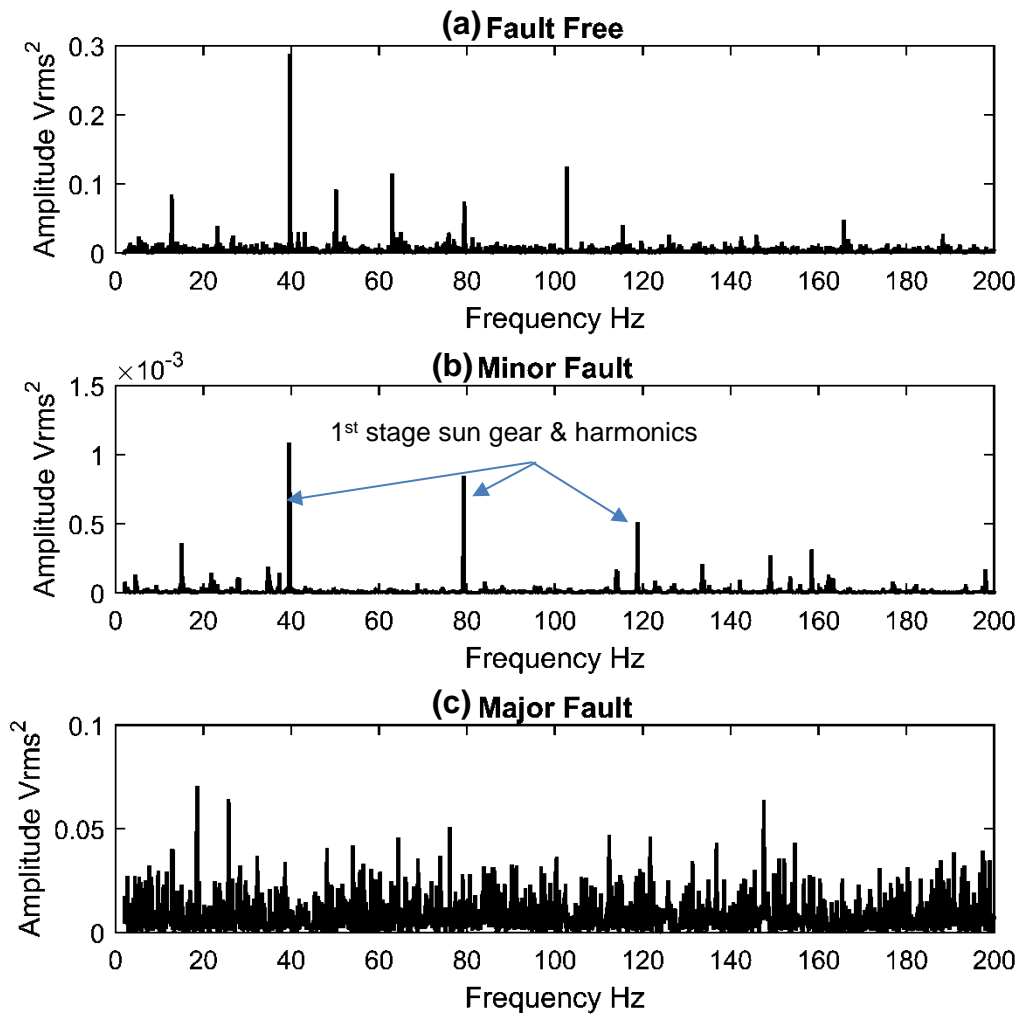 (a) Fault Free
Amplitude Vrms²
0.3
0.2
0.1
0
0 20 40 60 80 100 120 140 160 180 200
Frequency Hz
(b) Minor Fault
×10⁻³
Amplitude Vrms²
1.5
1
0.5
0
1ˢᵗ stage sun gear & harmonics
0 20 40 60 80 100 120 140 160 180 200
Frequency Hz
(c) Major Fault
Amplitude Vrms²
0.1
0.05
0
0 20 40 60 80 100 120 140 160 180 200
Frequency Hz